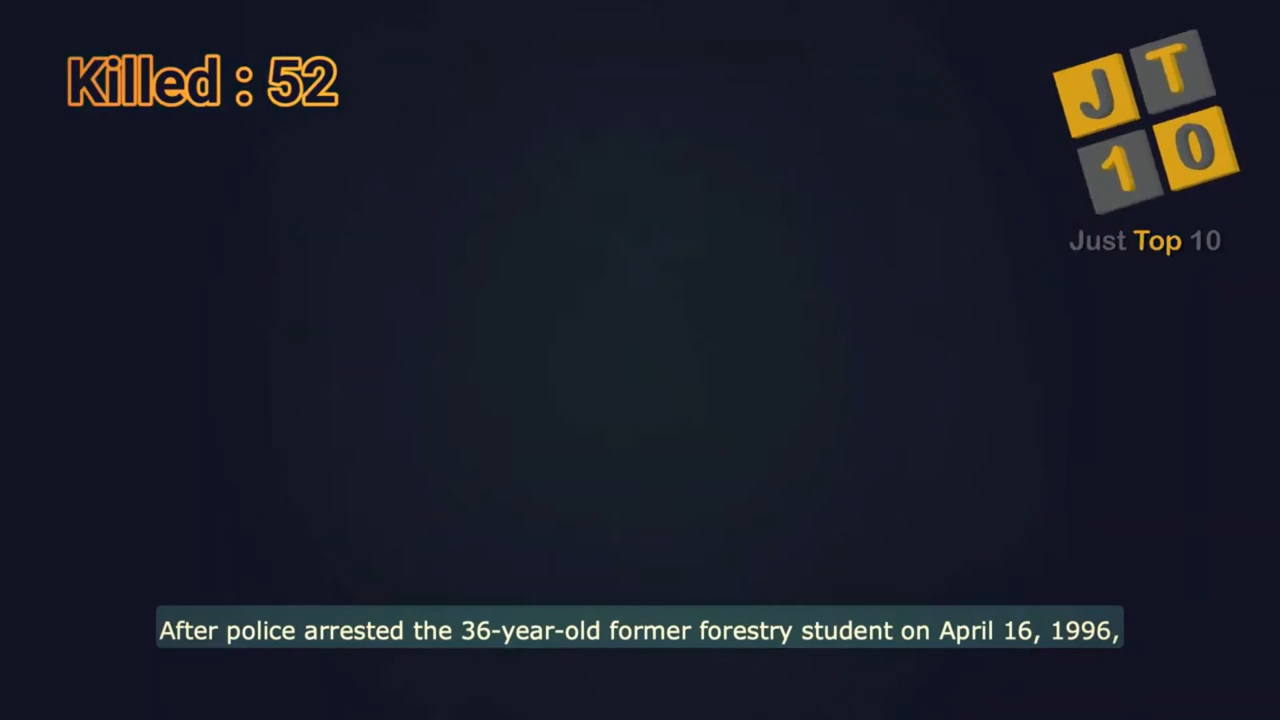 Killed : 52
J T
1 0
Just Top 10
After police arrested the 36-year-old former forestry student on April 16, 1996,